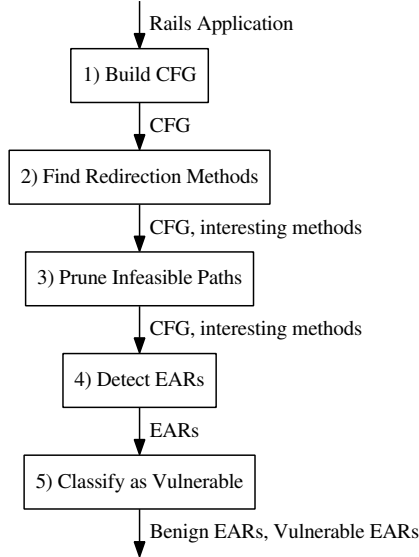 Rails Application
1) Build CFG
CFG
2) Find Redirection Methods
CFG, interesting methods
3) Prune Infeasible Paths
CFG, interesting methods
4) Detect EARs
EARs
5) Classify as Vulnerable
Benign EARs, Vulnerable EARs